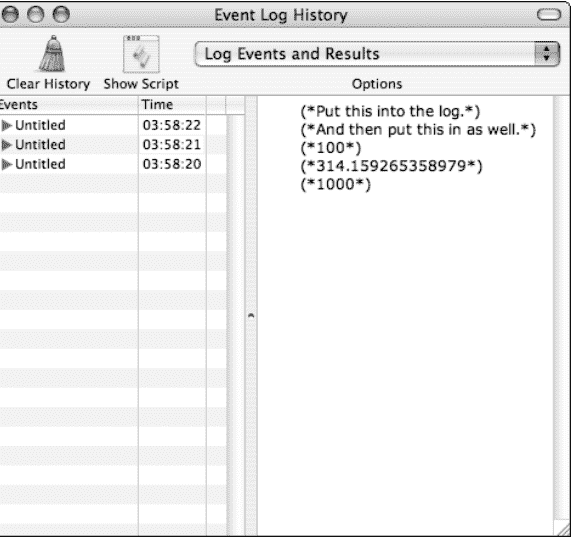 Event Log History
Log Events and Results
Clear History Show Script Options
Events Time
Untitled 03:58:22
Untitled 03:58:21
Untitled 03:58:20
(*Put this into the log.*)
(*And then put this in as well.*)
(*100*)
(*314.159265358979*)
(*1000*)